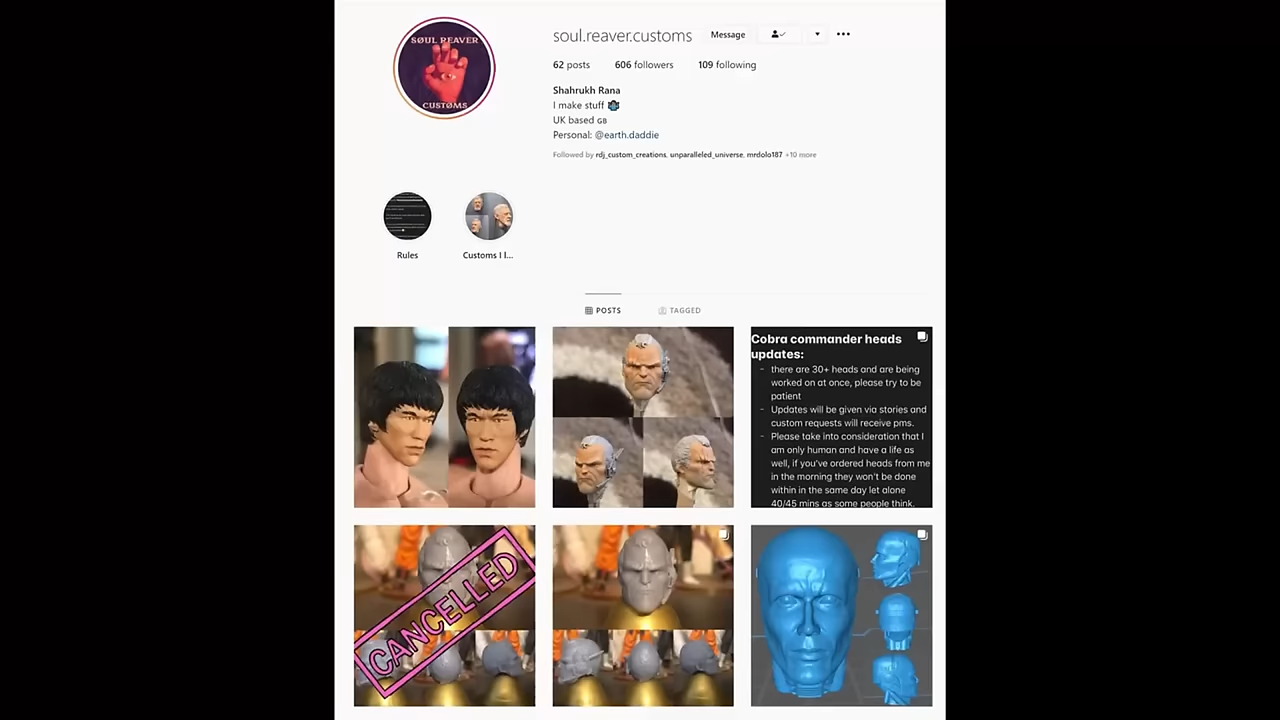 SØUL REAVER
CUSTØMS
soul.reaver.customs
Message
62 posts 606 followers 109 following
Shahrukh Rana
I make stuff
UK based GB
Personal: @earth.daddie
Followed by rdj_custom_creations, unparalleled_universe, mrdolo187 +10 more
Rules
Customs I l...
POSTS
TAGGED
Cobra commander heads
updates:
- there are 30+ heads and are being
worked on at once, please try to be
patient
- Updates will be given via stories and
custom requests will receive pms.
- Please take into consideration that I
am only human and have a life as
well, if you've ordered heads from me
in the morning they won't be done
within in the same day let alone
40/45 mins as some people think.
CANCELLED